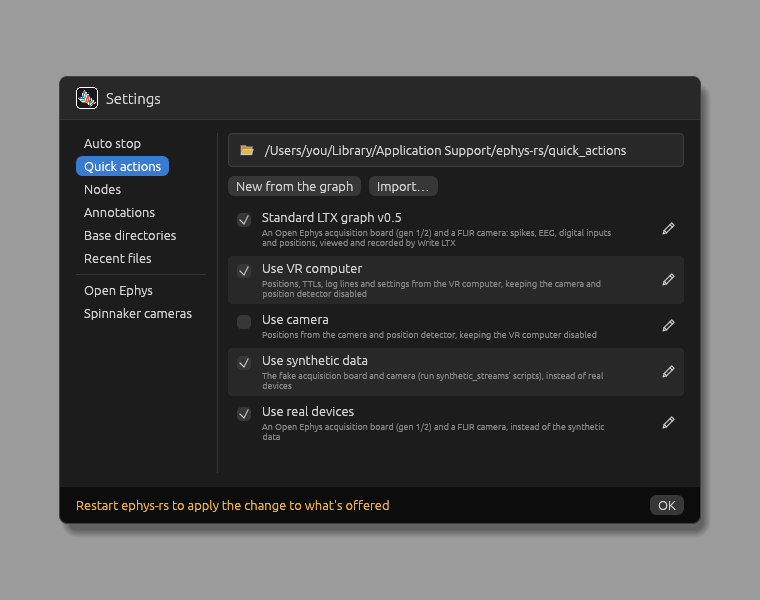 Settings
Auto stop
Quick actions
Nodes
Annotations
Base directories
Recent files
Open Ephys
Spinnaker cameras
/Users/you/Library/Application Support/ephys-rs/quick_actions
New from the graph
Import...
Standard LTX graph v0.5
An Open Ephys acquisition board (gen 1/2) and a FLIR camera: spikes, EEG, digital inputs
and positions, viewed and recorded by Write LTX
Use VR computer
Positions, TTLs, log lines and settings from the VR computer, keeping the camera and
position detector disabled
Use camera
Positions from the camera and position detector, keeping the VR computer disabled
Use synthetic data
The fake acquisition board and camera (run synthetic_streams' scripts), instead of real
devices
Use real devices
An Open Ephys acquisition board (gen 1/2) and a FLIR camera, instead of the synthetic
data
Restart ephys-rs to apply the change to what's offered
OK